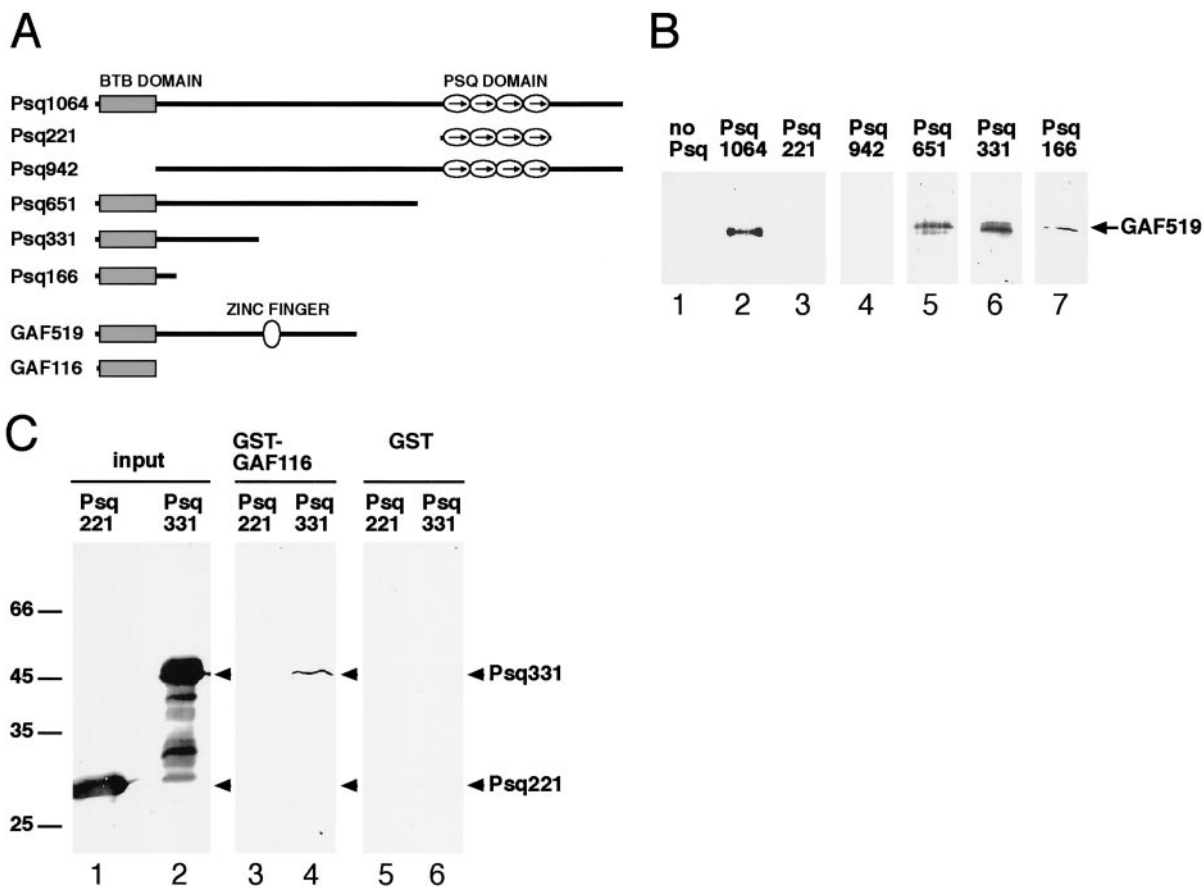 A
BTB DOMAIN PSQ DOMAIN
Psq1064
Psq221
Psq942
Psq651
Psq331
Psq166
ZINC FINGER
GAF519
GAF116
B
no Psq Psq Psq Psq Psq Psq
Psq 1064 221 942 651 331 166
GAF519
1 2 3 4 5 6 7
C
input GST-GAF116 GST
Psq Psq Psq Psq Psq Psq
221 331 221 331 221 331
66
45 Psq331
35
Psq221
25
1 2 3 4 5 6